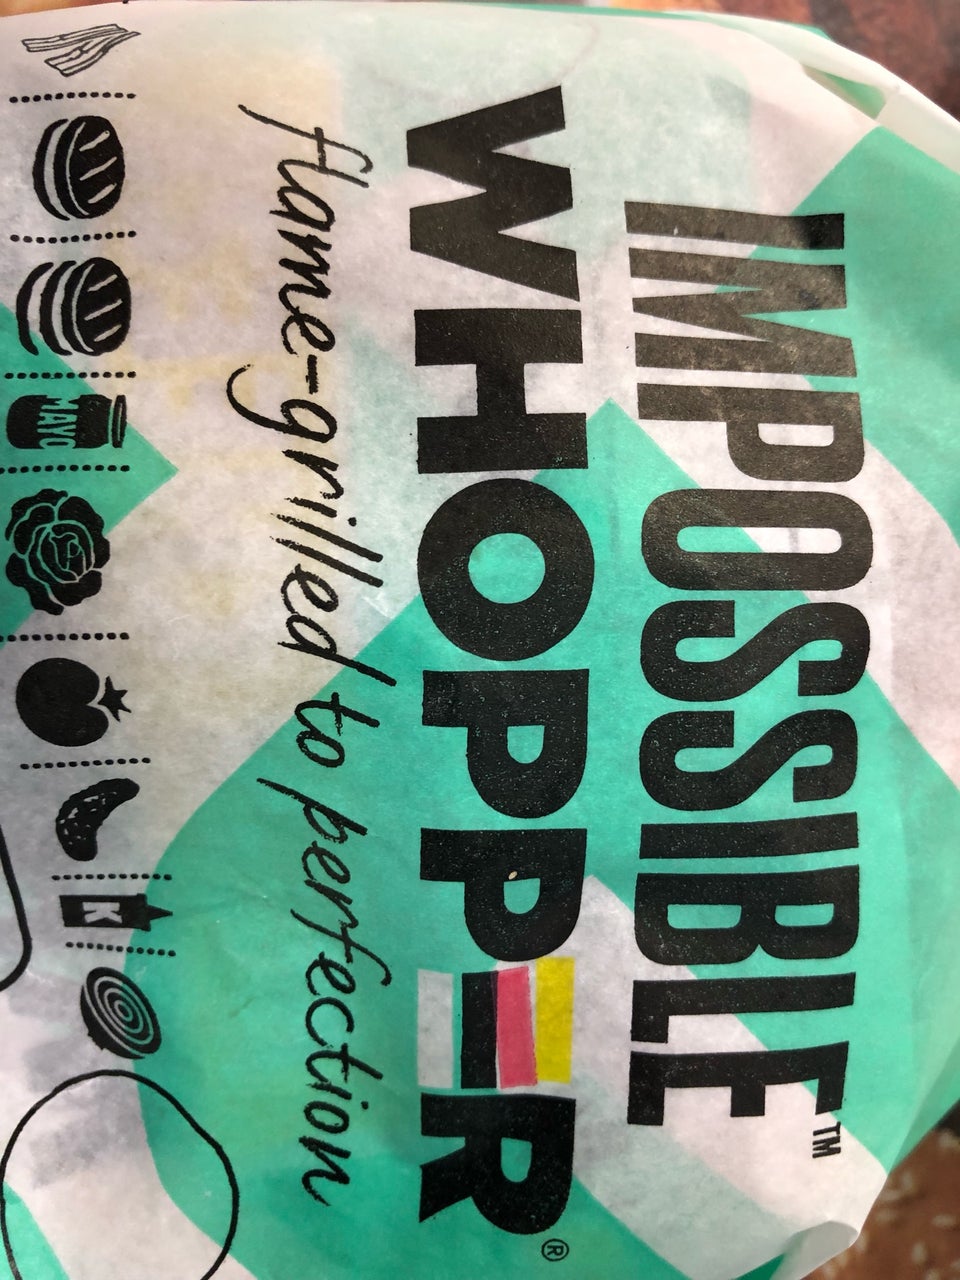 IMPOSSIBLE™
WHOPPER®
flame-grilled to perfection
MAYO
K